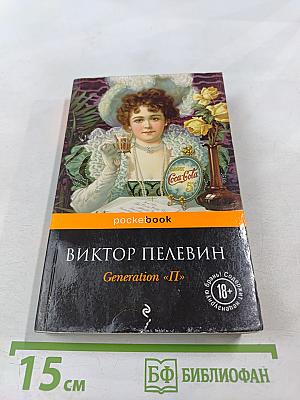 Coca-Cola
5¢
pocketbook
ВИКТОР ПЕЛЕВИН
Generation «П»
18+
15 см
БФ БИБЛИОФАН